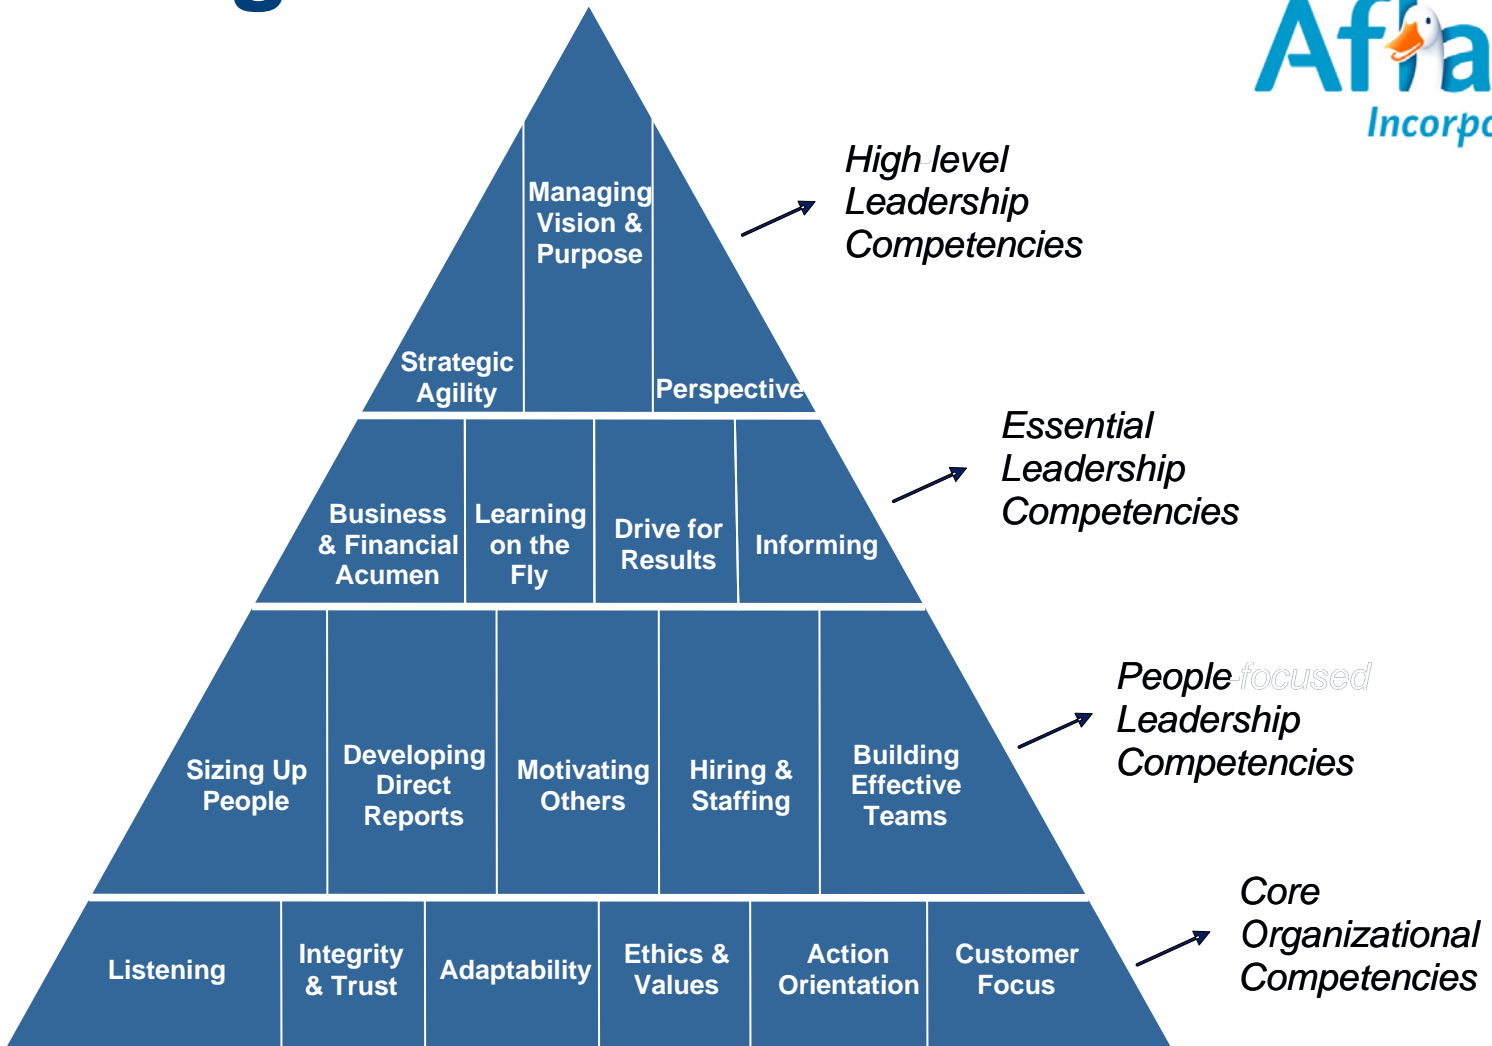 Afla
Incorpo
High-level
Leadership
Competencies
Managing
Vision &
Purpose
Strategic
Agility
Perspective
Essential
Leadership
Competencies
Business
& Financial
Acumen
Learning
on the
Fly
Drive for
Results
Informing
People-focused
Leadership
Competencies
Sizing Up
People
Developing
Direct
Reports
Motivating
Others
Hiring &
Staffing
Building
Effective
Teams
Core
Organizational
Competencies
Listening
Integrity
& Trust
Adaptability
Ethics &
Values
Action
Orientation
Customer
Focus